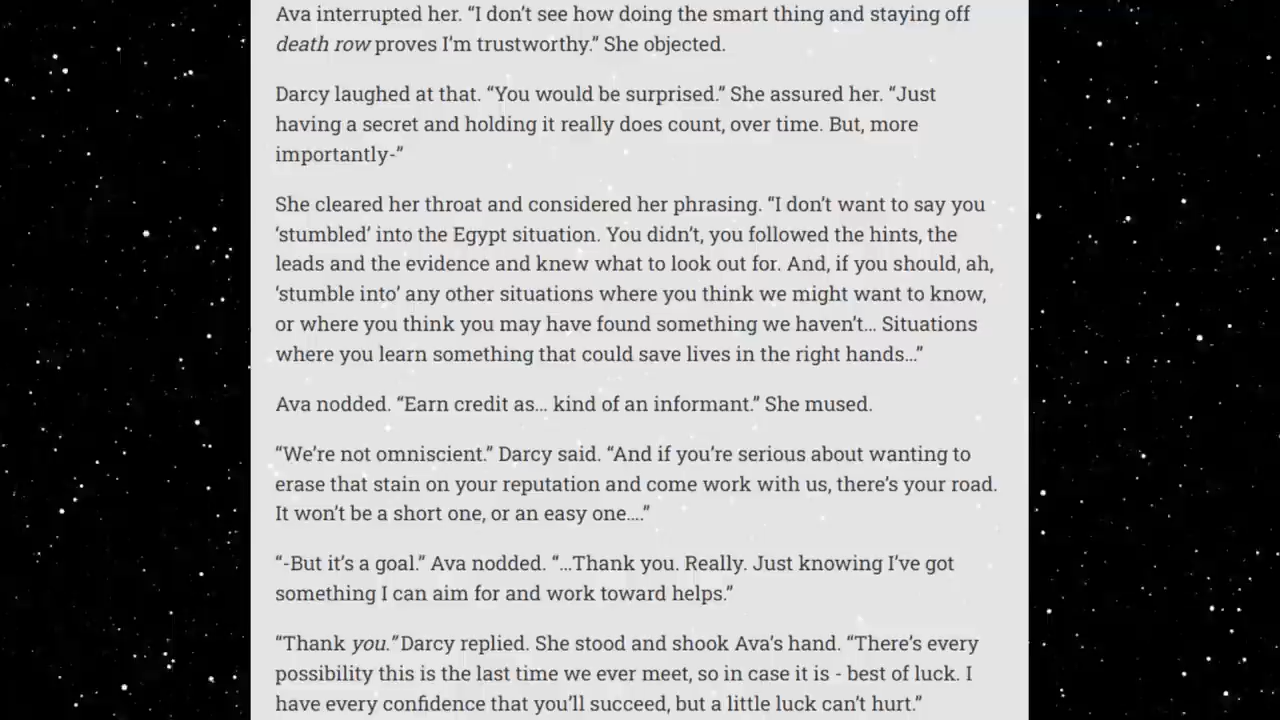 Ava interrupted her. “I don’t see how doing the smart thing and staying off
death row proves I’m trustworthy.” She objected.
Darcy laughed at that. “You would be surprised.” She assured her. “Just
having a secret and holding it really does count, over time. But, more
importantly-”
She cleared her throat and considered her phrasing. “I don’t want to say you
‘stumbled’ into the Egypt situation. You didn’t, you followed the hints, the
leads and the evidence and knew what to look out for. And, if you should, ah,
‘stumble into’ any other situations where you think we might want to know,
or where you think you may have found something we haven’t… Situations
where you learn something that could save lives in the right hands…”
Ava nodded. “Earn credit as… kind of an informant.” She mused.
“We’re not omniscient.” Darcy said. “And if you’re serious about wanting to
erase that stain on your reputation and come work with us, there’s your road.
It won’t be a short one, or an easy one….”
“-But it’s a goal.” Ava nodded. “…Thank you. Really. Just knowing I’ve got
something I can aim for and work toward helps.”
“Thank you.” Darcy replied. She stood and shook Ava’s hand. “There’s every
possibility this is the last time we ever meet, so in case it is - best of luck. I
have every confidence that you’ll succeed, but a little luck can’t hurt.”